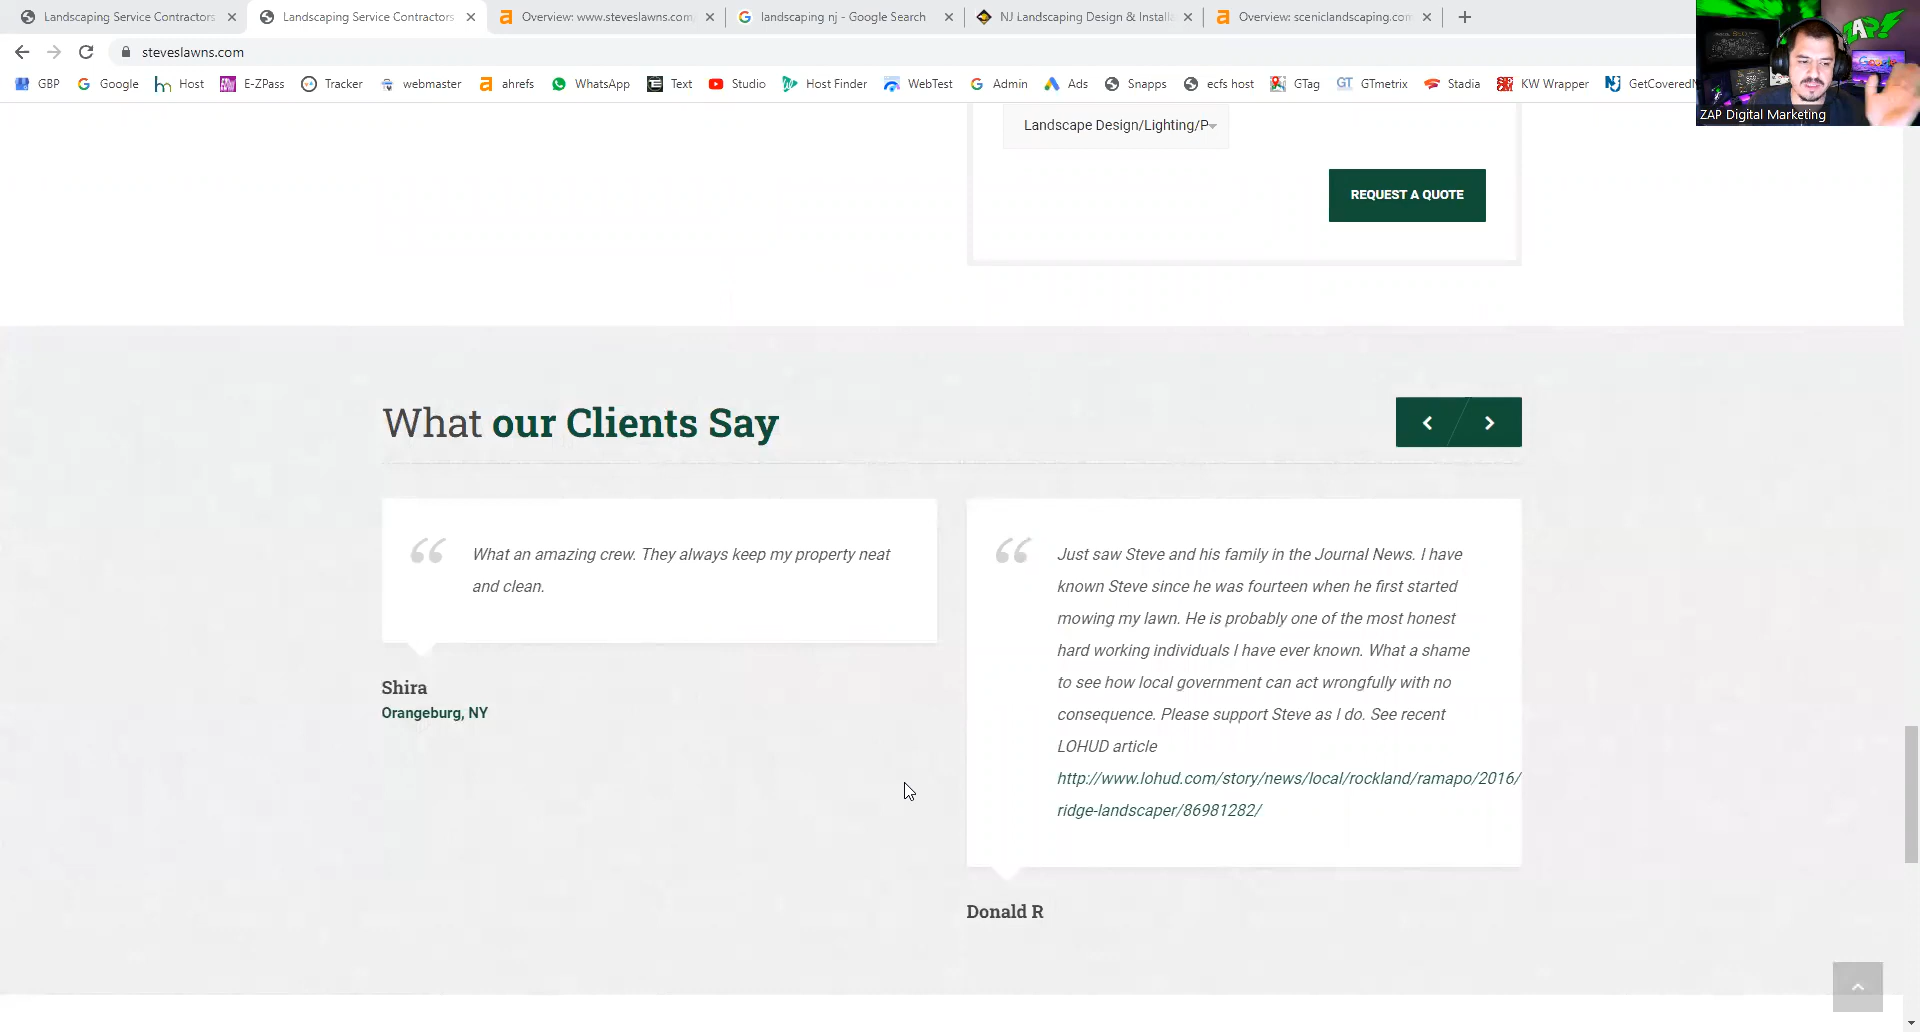 Landscaping Service Contractors
Landscaping Service Contractors
Overview: www.steveslawns.com
landscaping nj - Google Search
NJ Landscaping Design & Install
Overview: sceniclandscaping.com
steveslawns.com
GBP
Google
Host
E-ZPass
Tracker
webmaster
ahrefs
WhatsApp
Text
Studio
Host Finder
WebTest
Admin
Ads
Snapps
ecfs host
GTag
GTmetrix
Stadia
KW Wrapper
GetCoveredN
ZAP!
Google
ZAP Digital Marketing
Landscape Design/Lighting/P
REQUEST A QUOTE
What our Clients Say
What an amazing crew. They always keep my property neat
and clean.
Shira
Orangeburg, NY
Just saw Steve and his family in the Journal News. I have
known Steve since he was fourteen when he first started
mowing my lawn. He is probably one of the most honest
hard working individuals I have ever known. What a shame
to see how local government can act wrongfully with no
consequence. Please support Steve as I do. See recent
LOHUD article
http://www.lohud.com/story/news/local/rockland/ramapo/2016/
ridge-landscaper/86981282/
Donald R